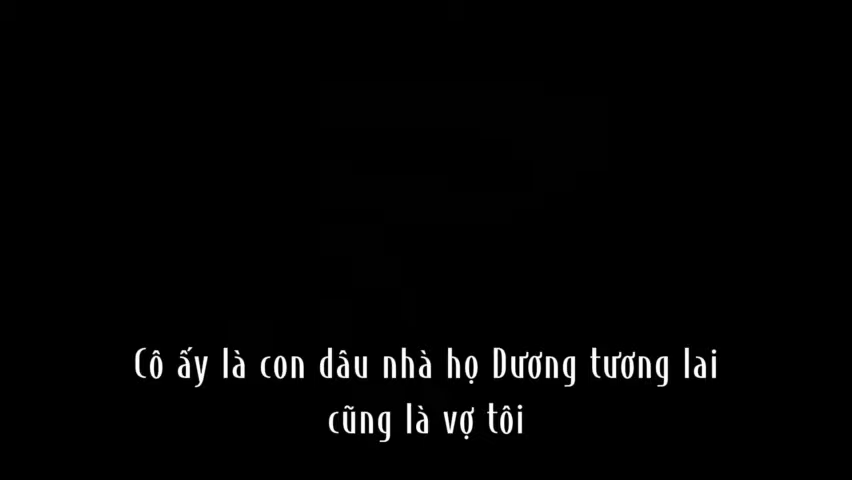 Cô ấy là con dâu nhà họ Dương tương lai
cũng là vợ tôi